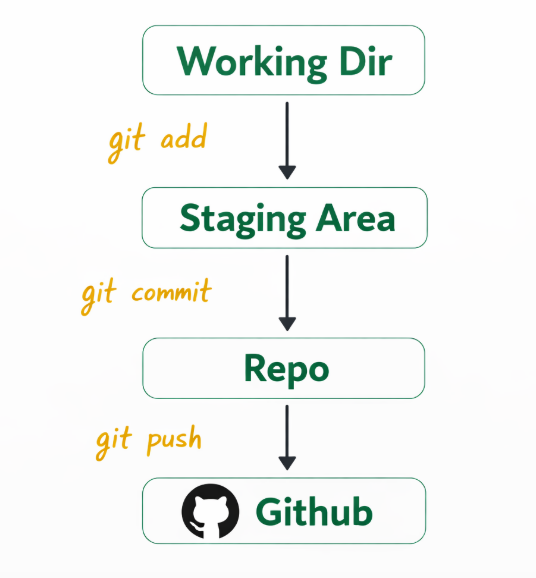 Working Dir
git add
Staging Area
git commit
Repo
git push
Github